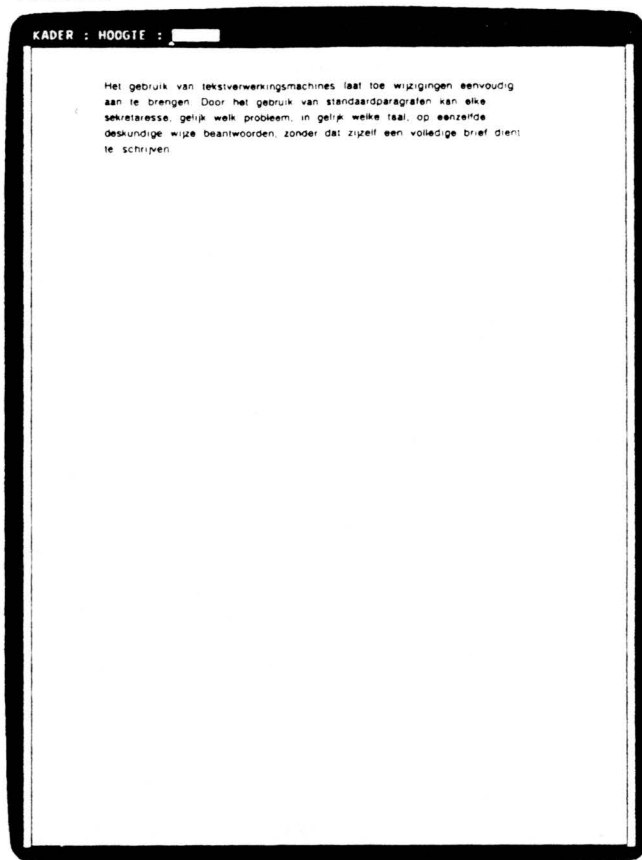 KADER : HOOGTE :
Het gebruik van tekstverwerkingsmachines laat toe wijzigingen eenvoudig
aan te brengen. Door het gebruik van standaardparagrafen kan elke
sekretaresse, gelijk welk probleem, in gelijk welke taal, op eenzelfde
deskundige wijze beantwoorden, zonder dat zijzelf een volledige brief dient
te schrijven